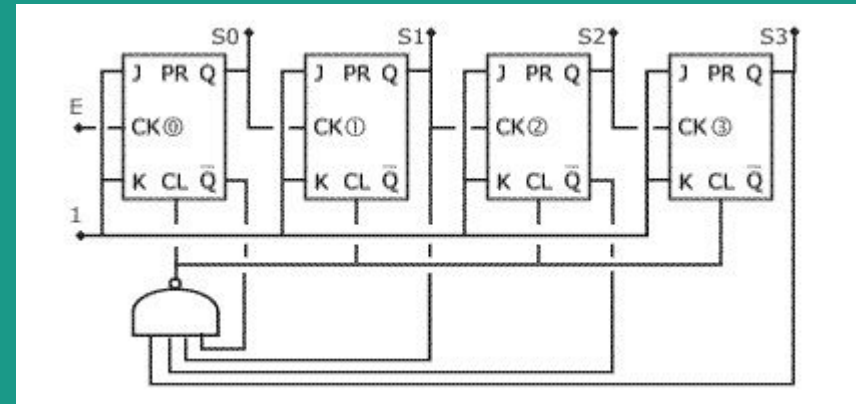 S0 S1 S2 S3
J PR Q J PR Q J PR Q J PR Q
E
CK⓪ CK① CK② CK③
K CL Q̅ K CL Q̅ K CL Q̅ K CL Q̅
1